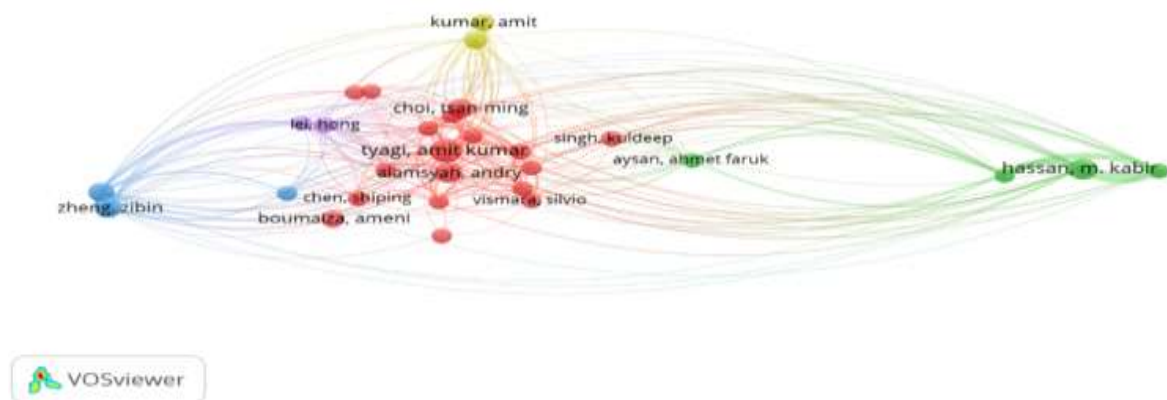 kumar, amit
choi, tsan-ming
lei, hong
singh, kuldeep
tyagi, amit kumar
aysan, ahmet faruk
alamsyah, andry
hassan, m. kabir
chen, shiping
vismara, silvio
zheng, zibin
boumaiza, ameni
VOSviewer